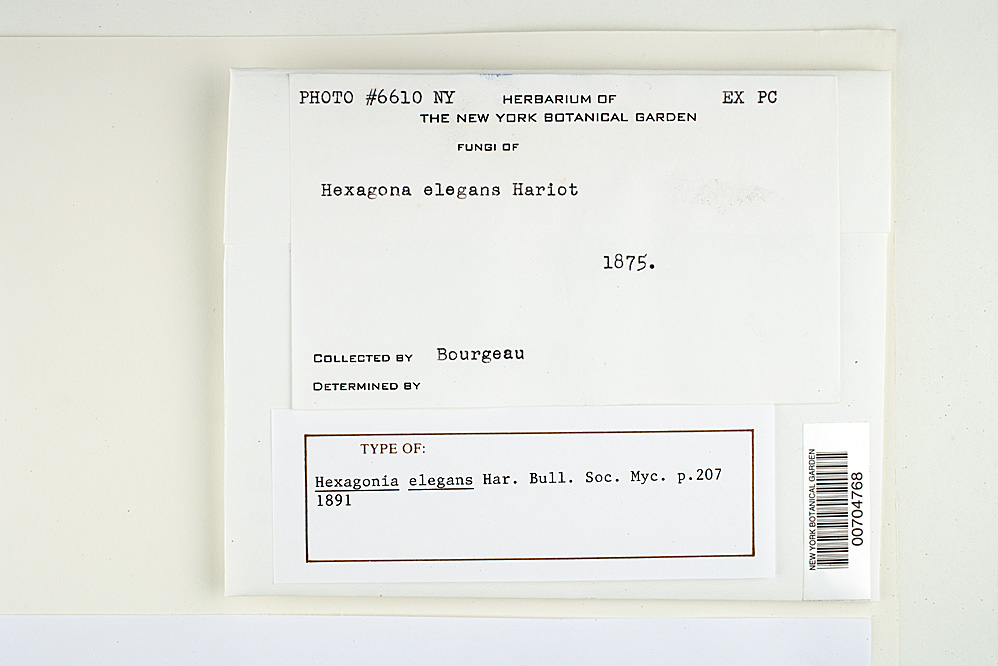 PHOTO #6610 NY HERBARIUM OF EX PC
THE NEW YORK BOTANICAL GARDEN
FUNGI OF
Hexagona elegans Hariot
1875.
COLLECTED BY Bourgeau
DETERMINED BY
TYPE OF:
Hexagonia elegans Har. Bull. Soc. Myc. p.207
1891
NEW YORK BOTANICAL GARDEN
00704768